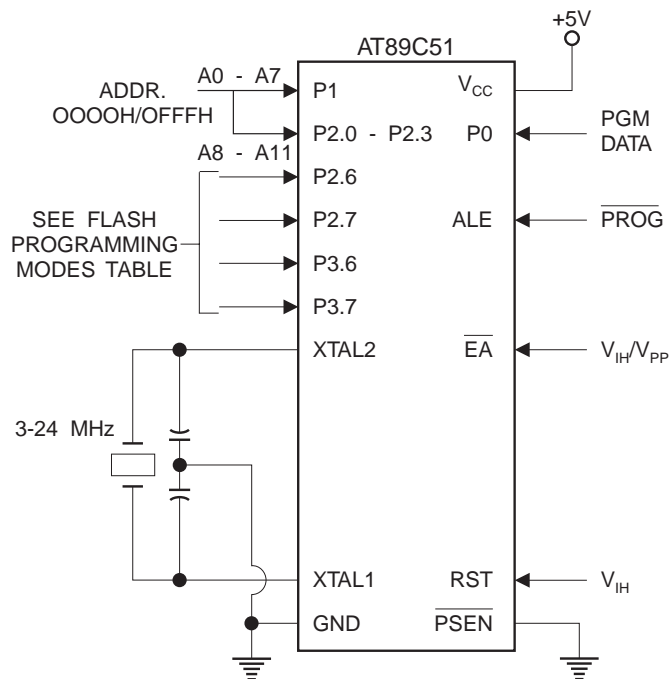 +5V
AT89C51
A0 - A7
ADDR.
OOOOH/OFFFH
P1
VCC
P2.0 - P2.3
P0
PGM
DATA
A8 - A11
P2.6
P2.7
ALE
PROG
SEE FLASH
PROGRAMMING
MODES TABLE
P3.6
P3.7
XTAL2
EA
VIH/VPP
3-24 MHz
XTAL1
RST
VIH
GND
PSEN